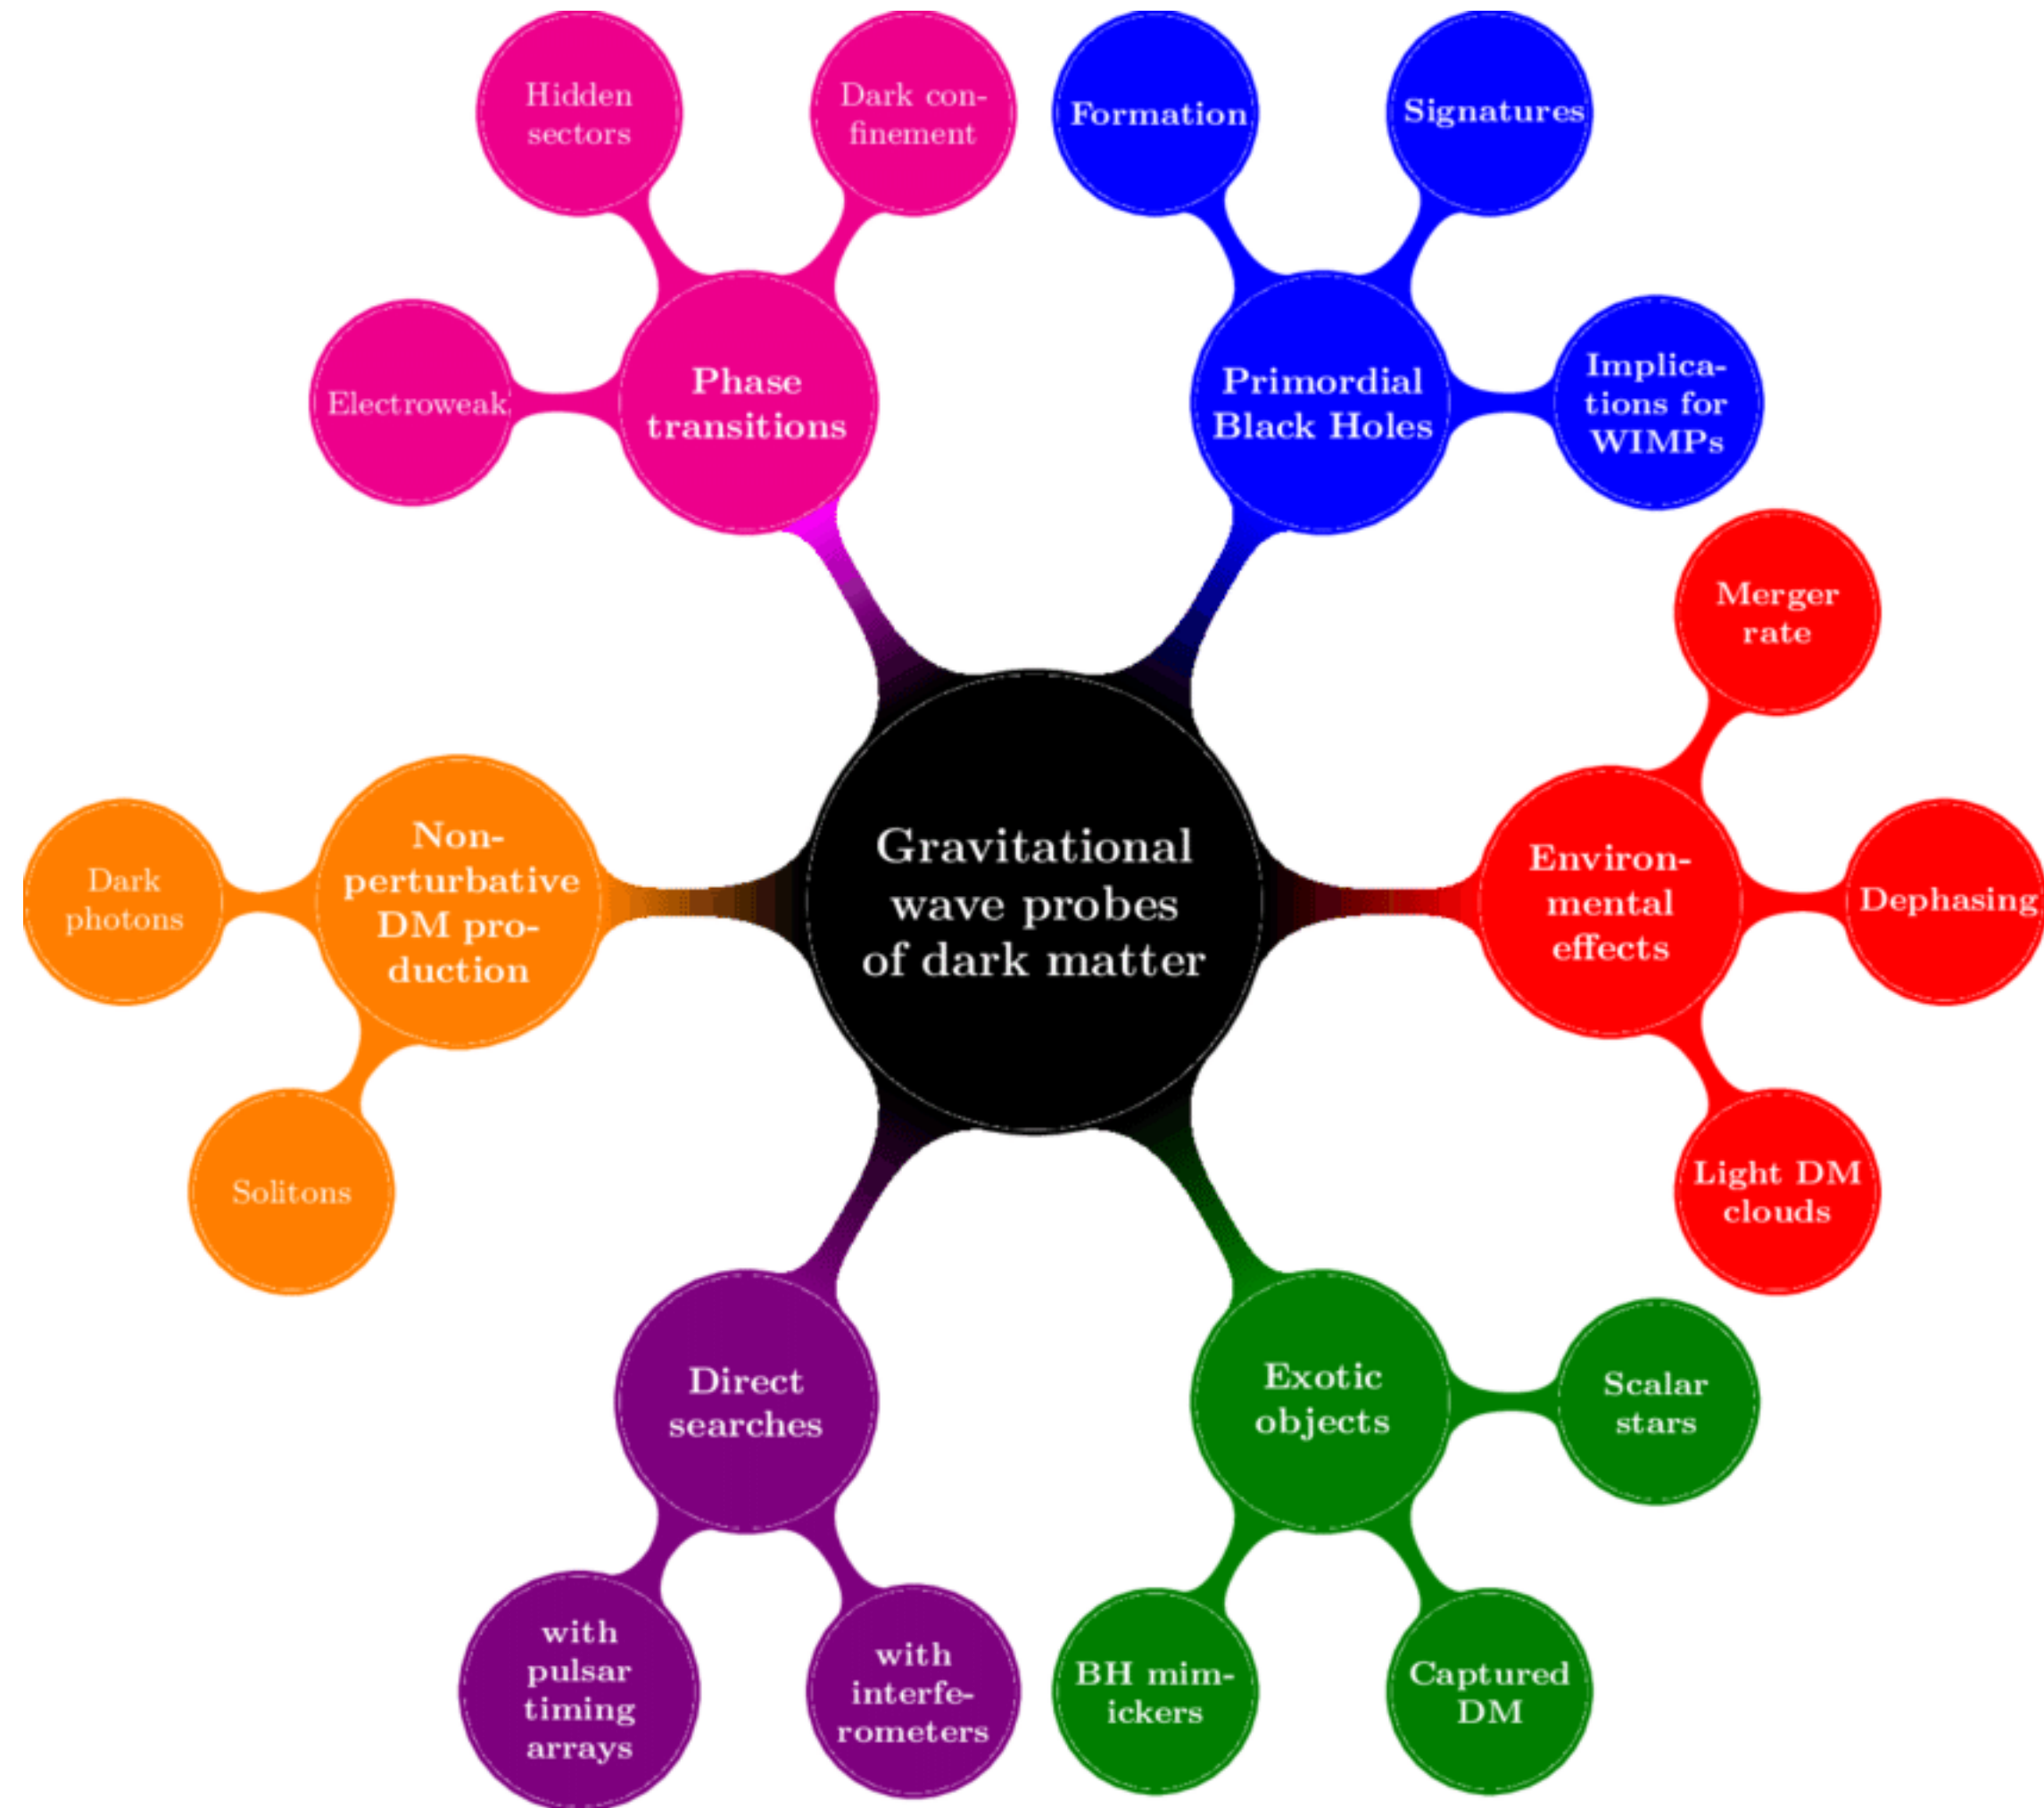 Hidden
sectors
Dark con-
finement
Electroweak
Phase
transitions
Formation
Signatures
Primordial
Black Holes
Implica-
tions for
WIMPs
Merger
rate
Environ-
mental
effects
Dephasing
Light DM
clouds
Gravitational
wave probes
of dark matter
Non-
perturbative
DM pro-
duction
Dark
photons
Solitons
Direct
searches
with
pulsar
timing
arrays
with
interfe-
rometers
Exotic
objects
Scalar
stars
BH mim-
ickers
Captured
DM